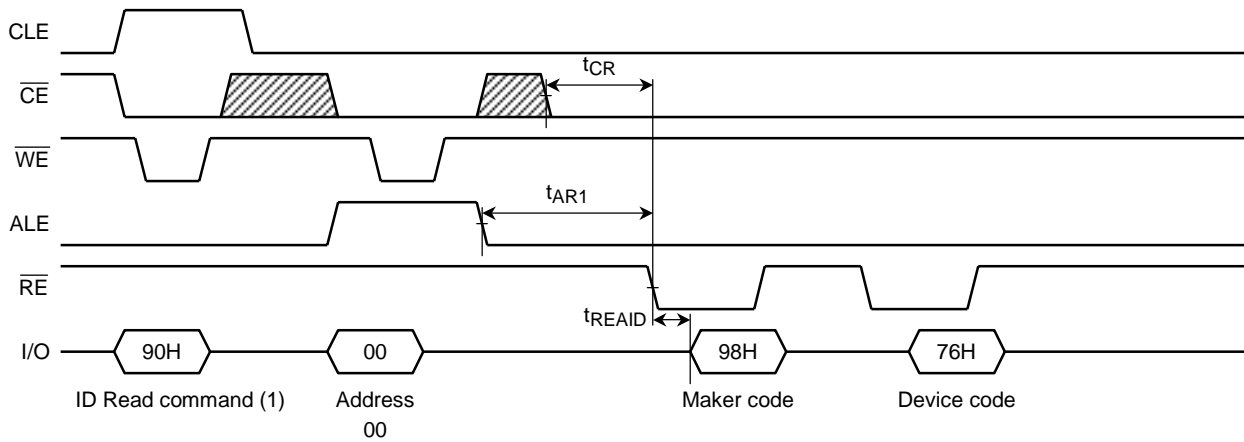 CLE
CE
tCR
WE
tAR1
ALE
RE
tREAID
I/O 90H 00 98H 76H
ID Read command (1) Address Maker code Device code
00